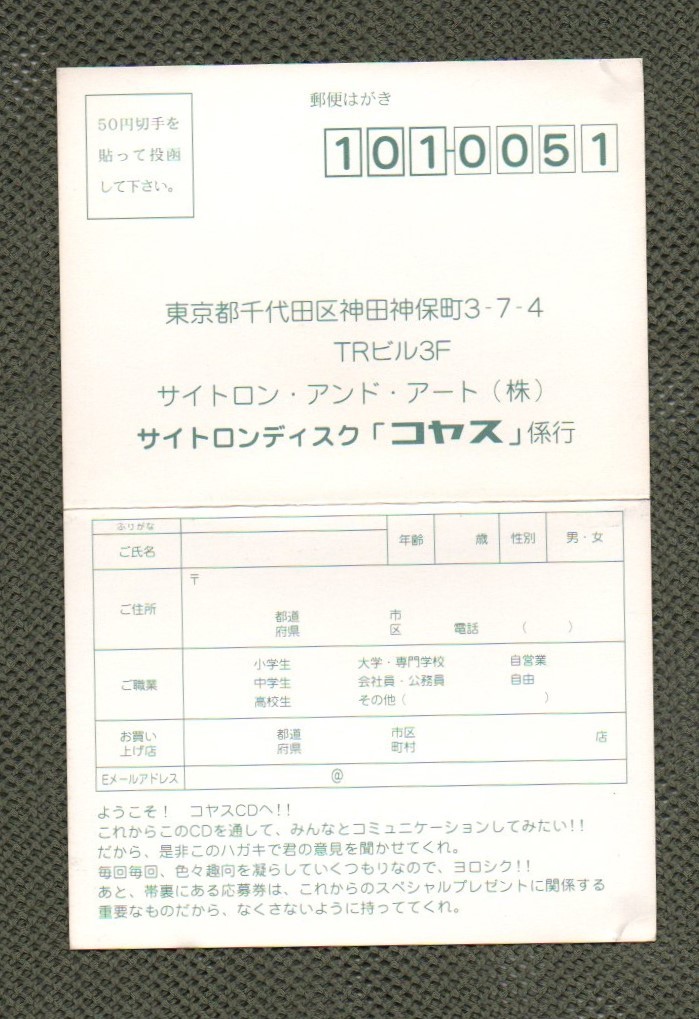 郵便はがき
50円切手を
貼って投函
して下さい。
101-0051
東京都千代田区神田神保町3-7-4
TRビル3F
サイトロン・アンド・アート（株）
サイトロンディスク「コヤス」係行
ふりがな
ご氏名 年齢 歳 性別 男・女
〒
ご住所 都道府県 市区 電話 （ ）
ご職業
小学生 大学・専門学校 自営業
中学生 会社員・公務員 自由
高校生 その他（ ）
お買い上げ店 都道府県 市区町村 店
Eメールアドレス @
ようこそ！ コヤスCDへ!!
これからこのCDを通して、みんなとコミュニケーションしてみたい!!
だから、是非このハガキで君の意見を聞かせてくれ。
毎回毎回、色々趣向を凝らしていくつもりなので、ヨロシク!!
あと、帯裏にある応募券は、これからのスペシャルプレゼントに関係する
重要なものだから、なくさないように持っててくれ。